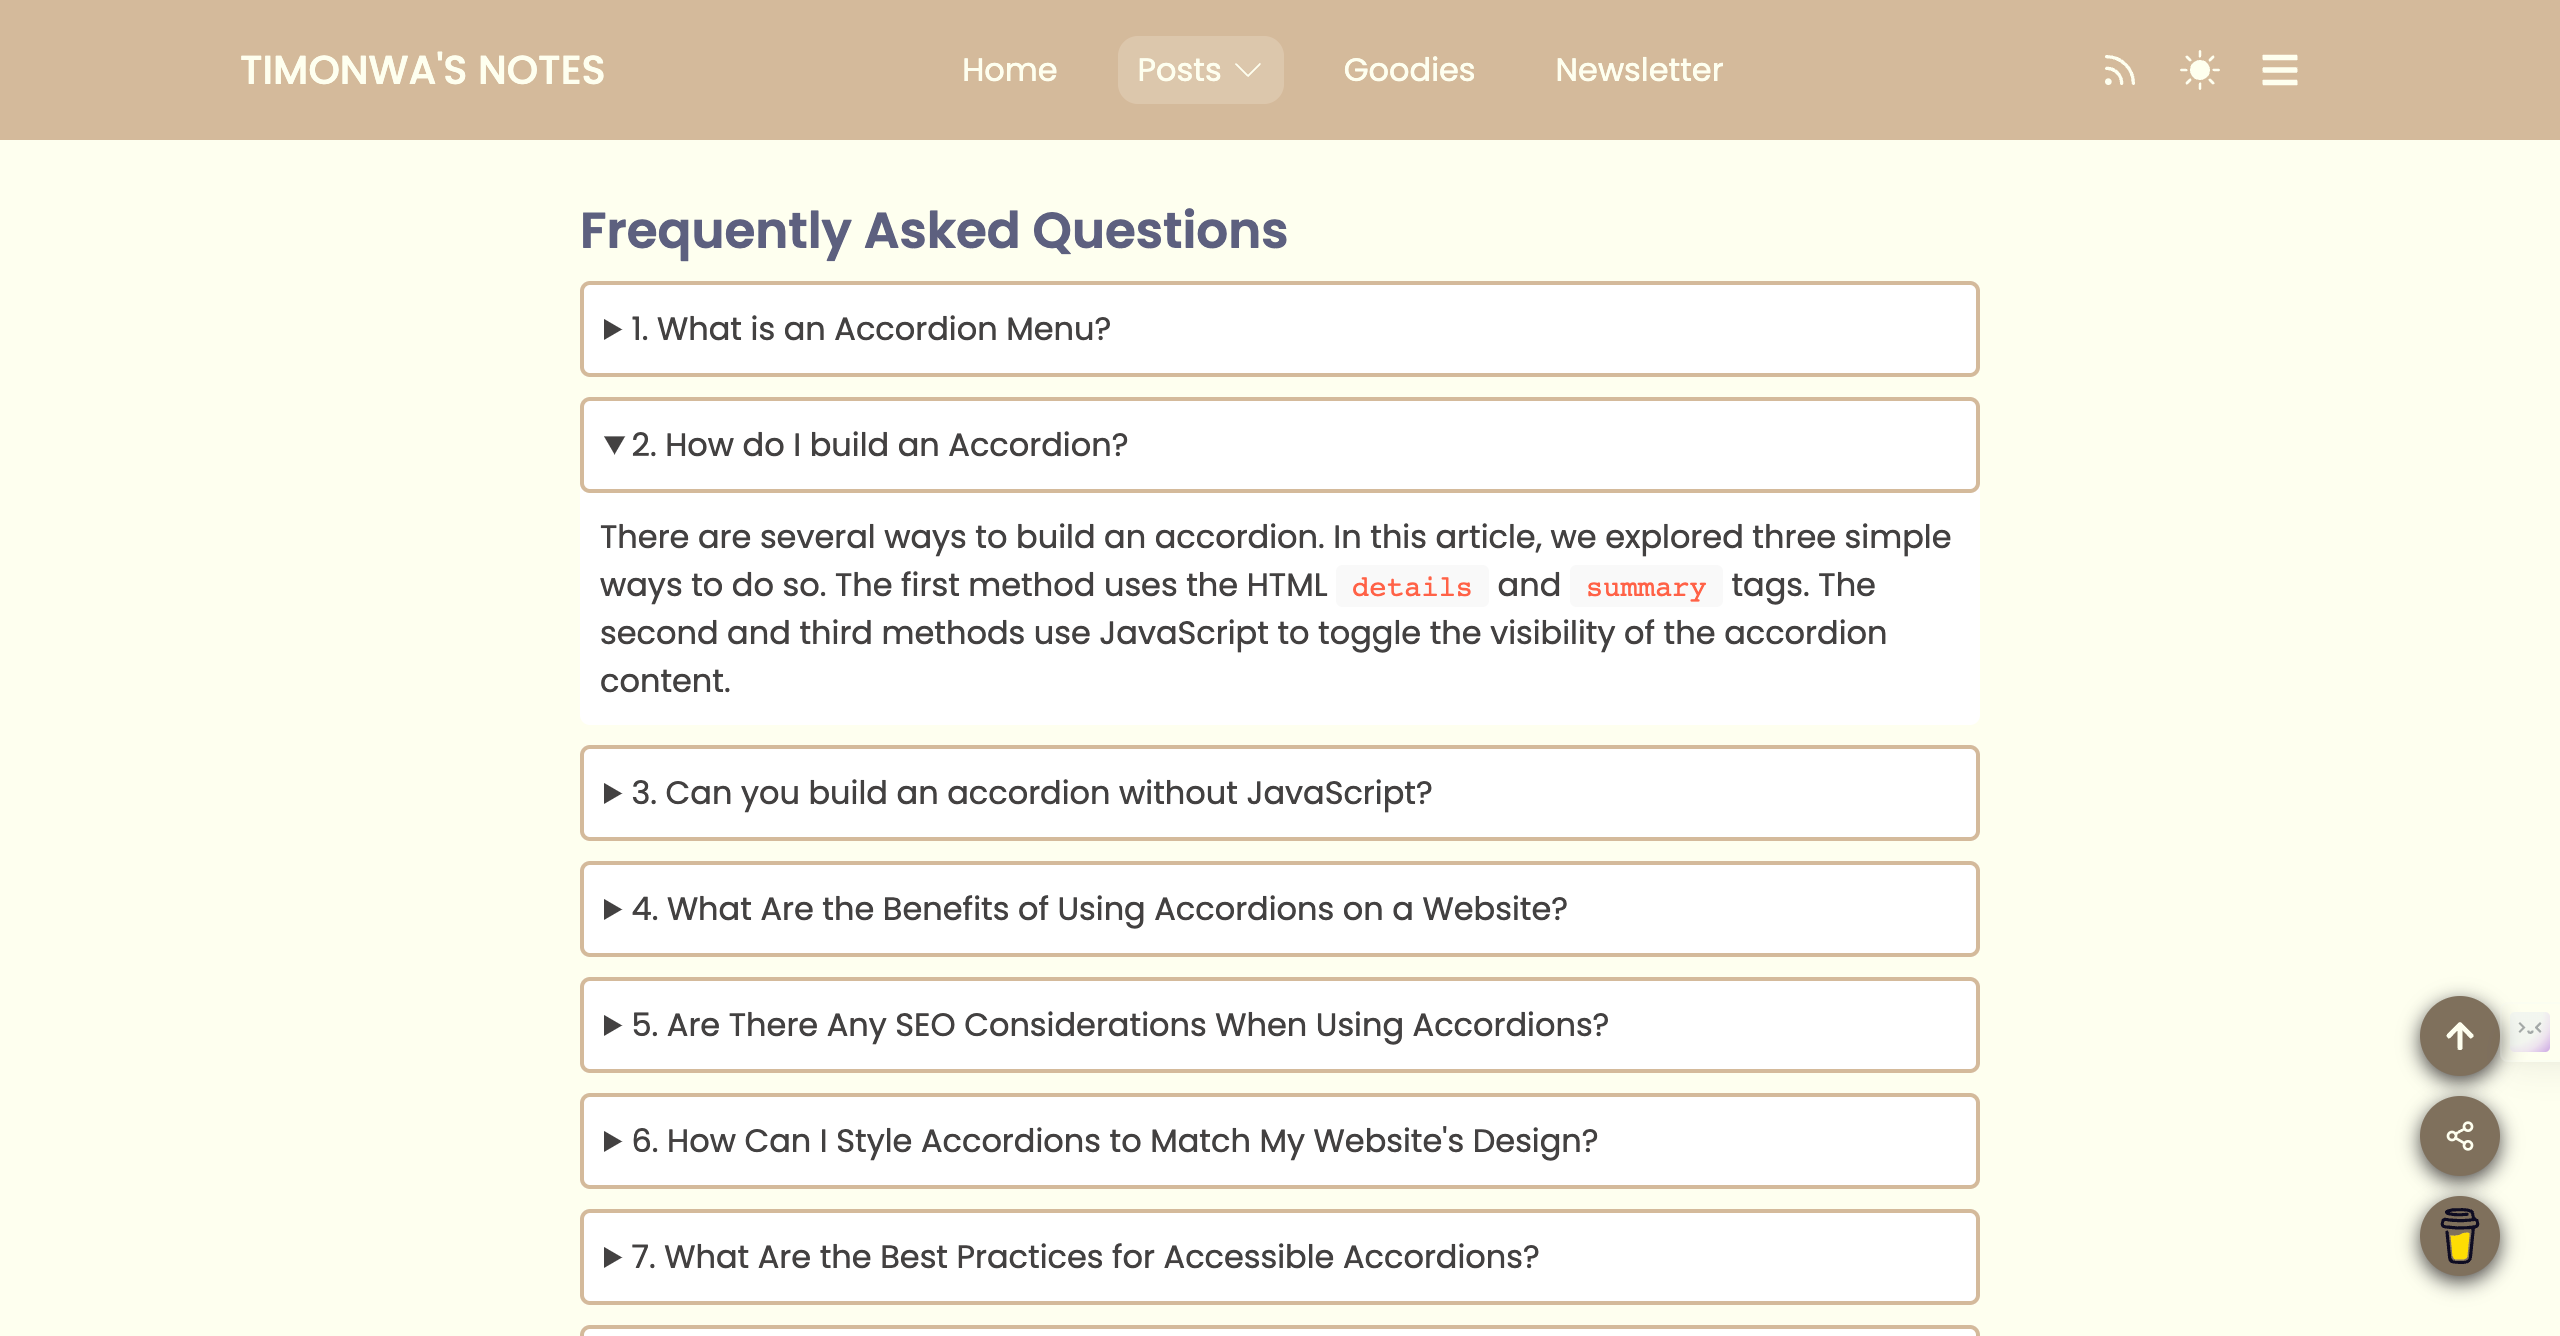 TIMONWA'S NOTES
Home
Posts
Goodies
Newsletter
Frequently Asked Questions
1. What is an Accordion Menu?
2. How do I build an Accordion?
There are several ways to build an accordion. In this article, we explored three simple
ways to do so. The first method uses the HTML details and summary tags. The
second and third methods use JavaScript to toggle the visibility of the accordion
content.
3. Can you build an accordion without JavaScript?
4. What Are the Benefits of Using Accordions on a Website?
5. Are There Any SEO Considerations When Using Accordions?
6. How Can I Style Accordions to Match My Website's Design?
7. What Are the Best Practices for Accessible Accordions?